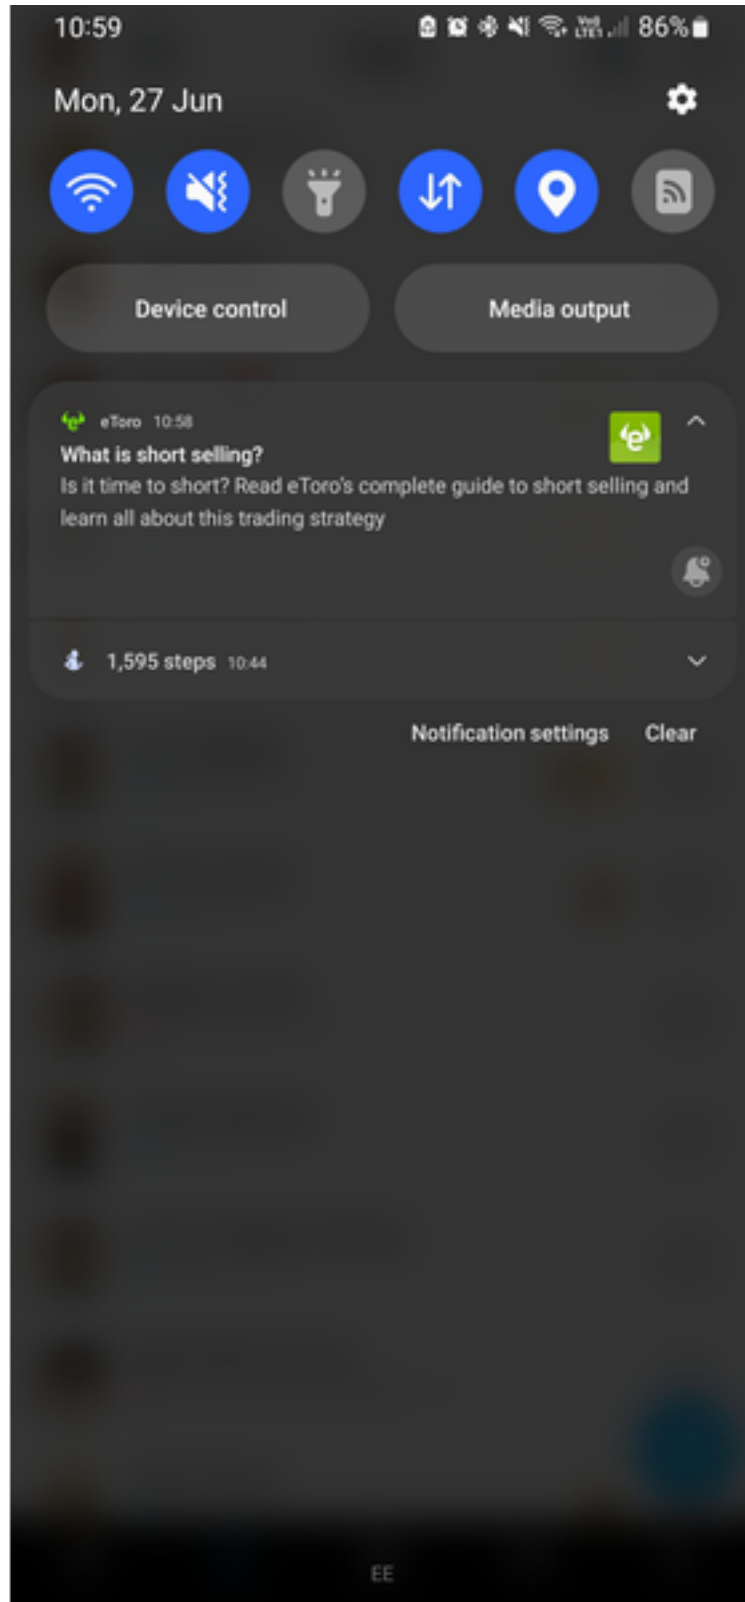 10:59
Vo)) LTE1 86%
Mon, 27 Jun
Device control
Media output
eToro 10:58
What is short selling?
Is it time to short? Read eToro's complete guide to short selling and
learn all about this trading strategy
1,595 steps 10:44
Notification settings Clear
EE